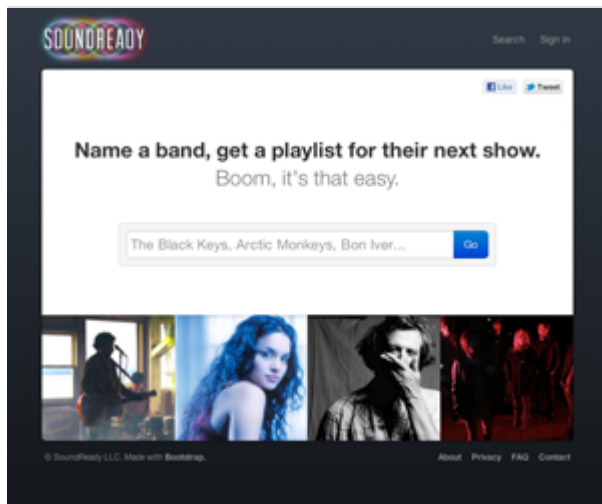 SOUNDREADY
Search Sign in
Like Tweet
Name a band, get a playlist for their next show.
Boom, it's that easy.
The Black Keys, Arctic Monkeys, Bon Iver...
Go
© SoundReady LLC. Made with Bootstrap.
About Privacy FAQ Contact